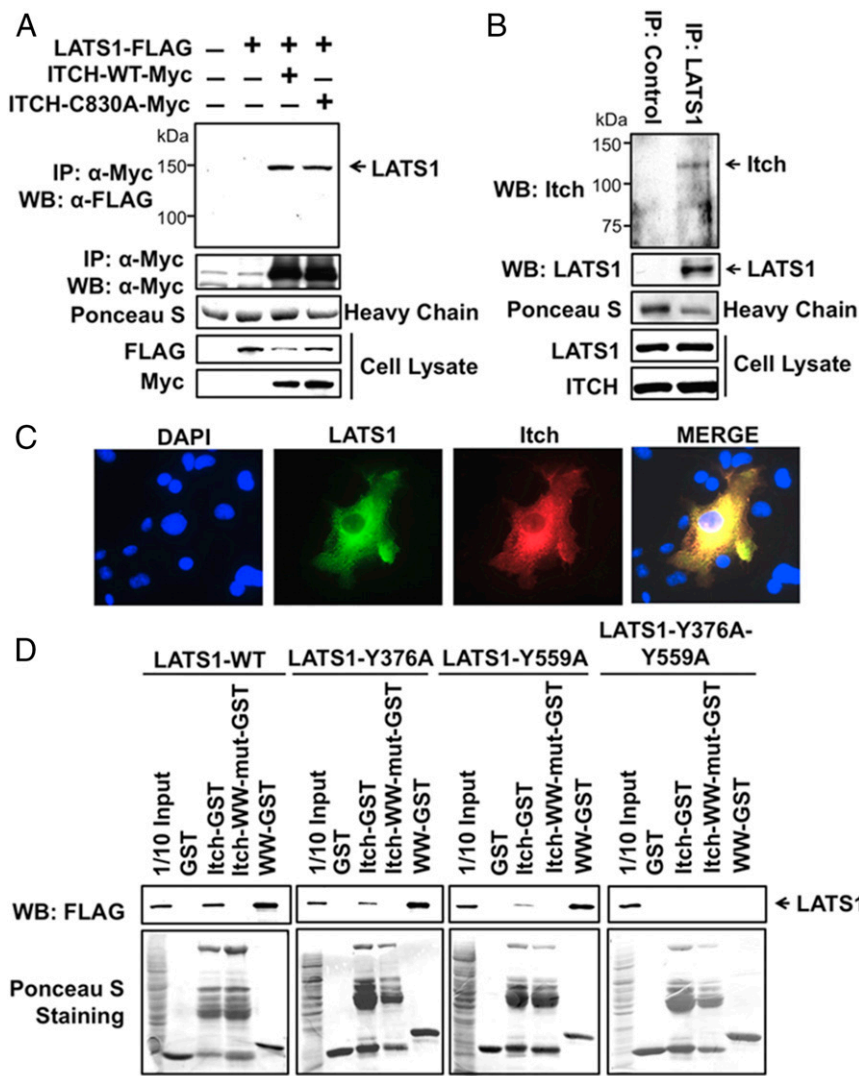 A
LATS1-FLAG – + + +
ITCH-WT-Myc – – +
ITCH-C830A-Myc – – +
kDa
150
100
IP: α-Myc
WB: α-FLAG
←LATS1
IP: α-Myc
WB: α-Myc
Ponceau S
Heavy Chain
FLAG
Myc
Cell Lysate
B
IP: Control
IP: LATS1
kDa
150
100
75
WB: Itch
← Itch
WB: LATS1
← LATS1
Ponceau S
Heavy Chain
LATS1
ITCH
Cell Lysate
C
DAPI
LATS1
Itch
MERGE
D
LATS1-WT
LATS1-Y376A
LATS1-Y559A
LATS1-Y376A-
Y559A
1/10 Input
GST
Itch-GST
Itch-WW-mut-GST
WW-GST
1/10 Input
GST
Itch-GST
Itch-WW-mut-GST
WW-GST
1/10 Input
GST
Itch-GST
Itch-WW-mut-GST
WW-GST
1/10 Input
GST
Itch-GST
Itch-WW-mut-GST
WW-GST
WB: FLAG
← LATS1
Ponceau S
Staining